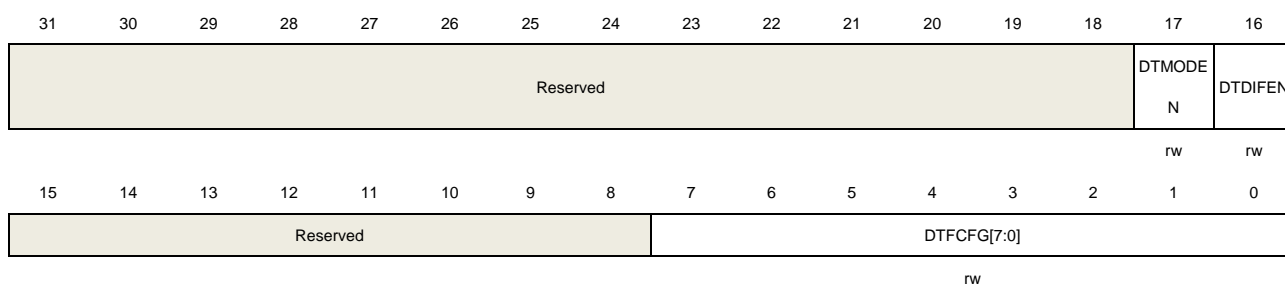 31 30 29 28 27 26 25 24 23 22 21 20 19 18 17 16
Reserved DTMODE DTDIFEN
N
rw rw
15 14 13 12 11 10 9 8 7 6 5 4 3 2 1 0
Reserved DTFCFG[7:0]
rw